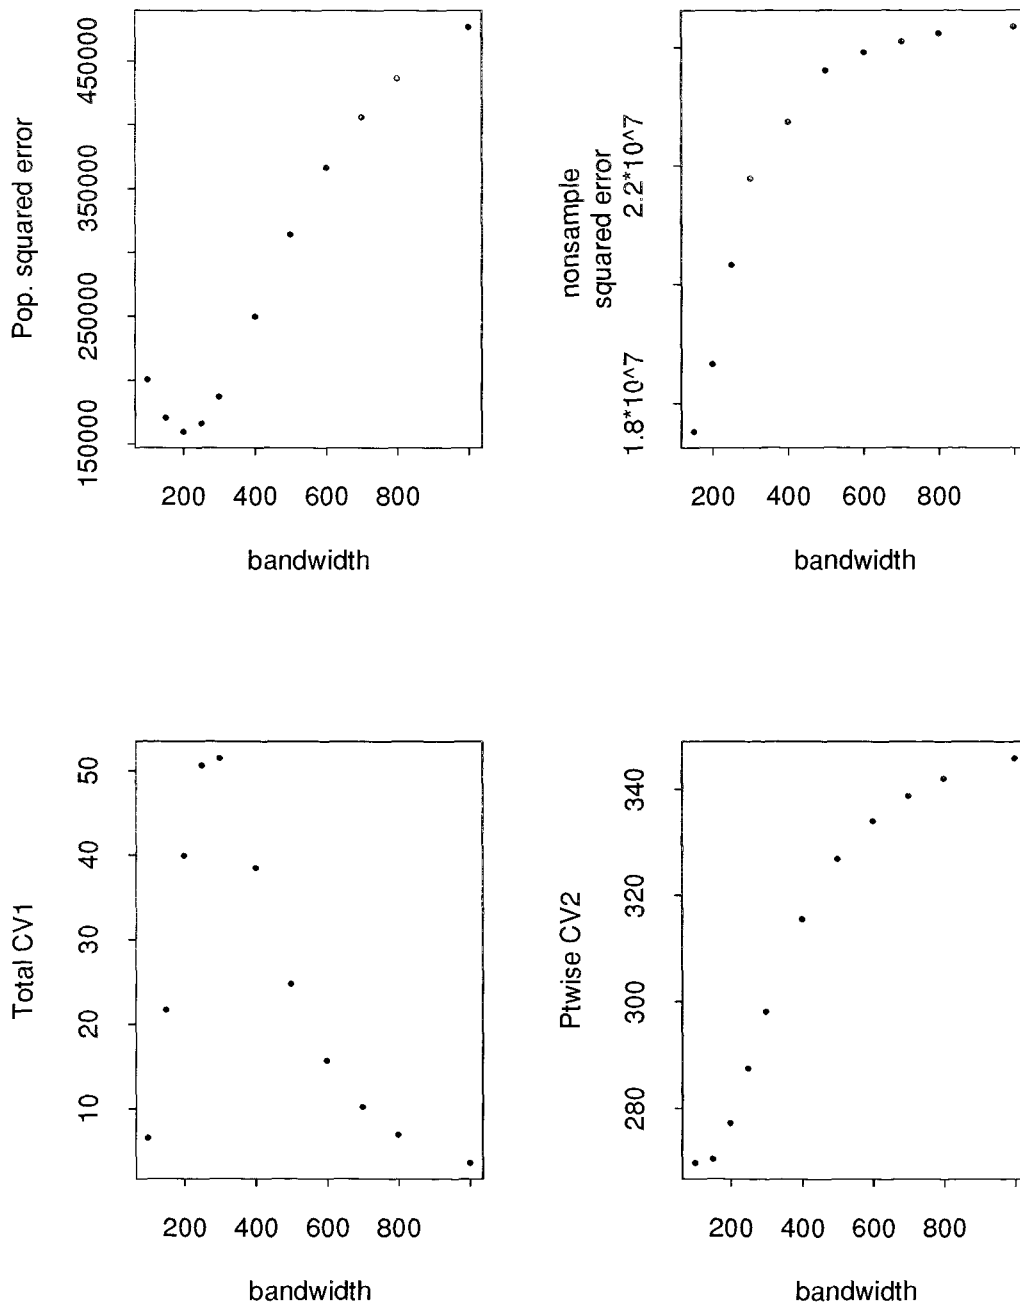 Pop. squared error
450000
350000
250000
150000
200 400 600 800
bandwidth
nonsample
squared error
2.2*10^7
1.8*10^7
200 400 600 800
bandwidth
Total CV1
50
40
30
20
10
200 400 600 800
bandwidth
Ptwise CV2
340
320
300
280
200 400 600 800
bandwidth